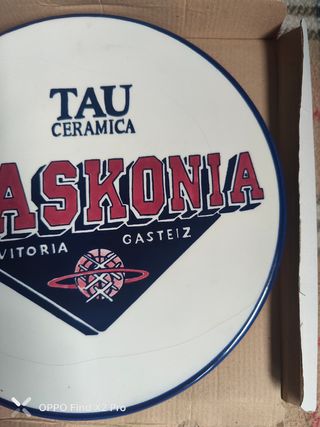 TAU
CERAMICA
ASKONIA
VITORIA GASTEIZ
OPPO Find X2 Pro